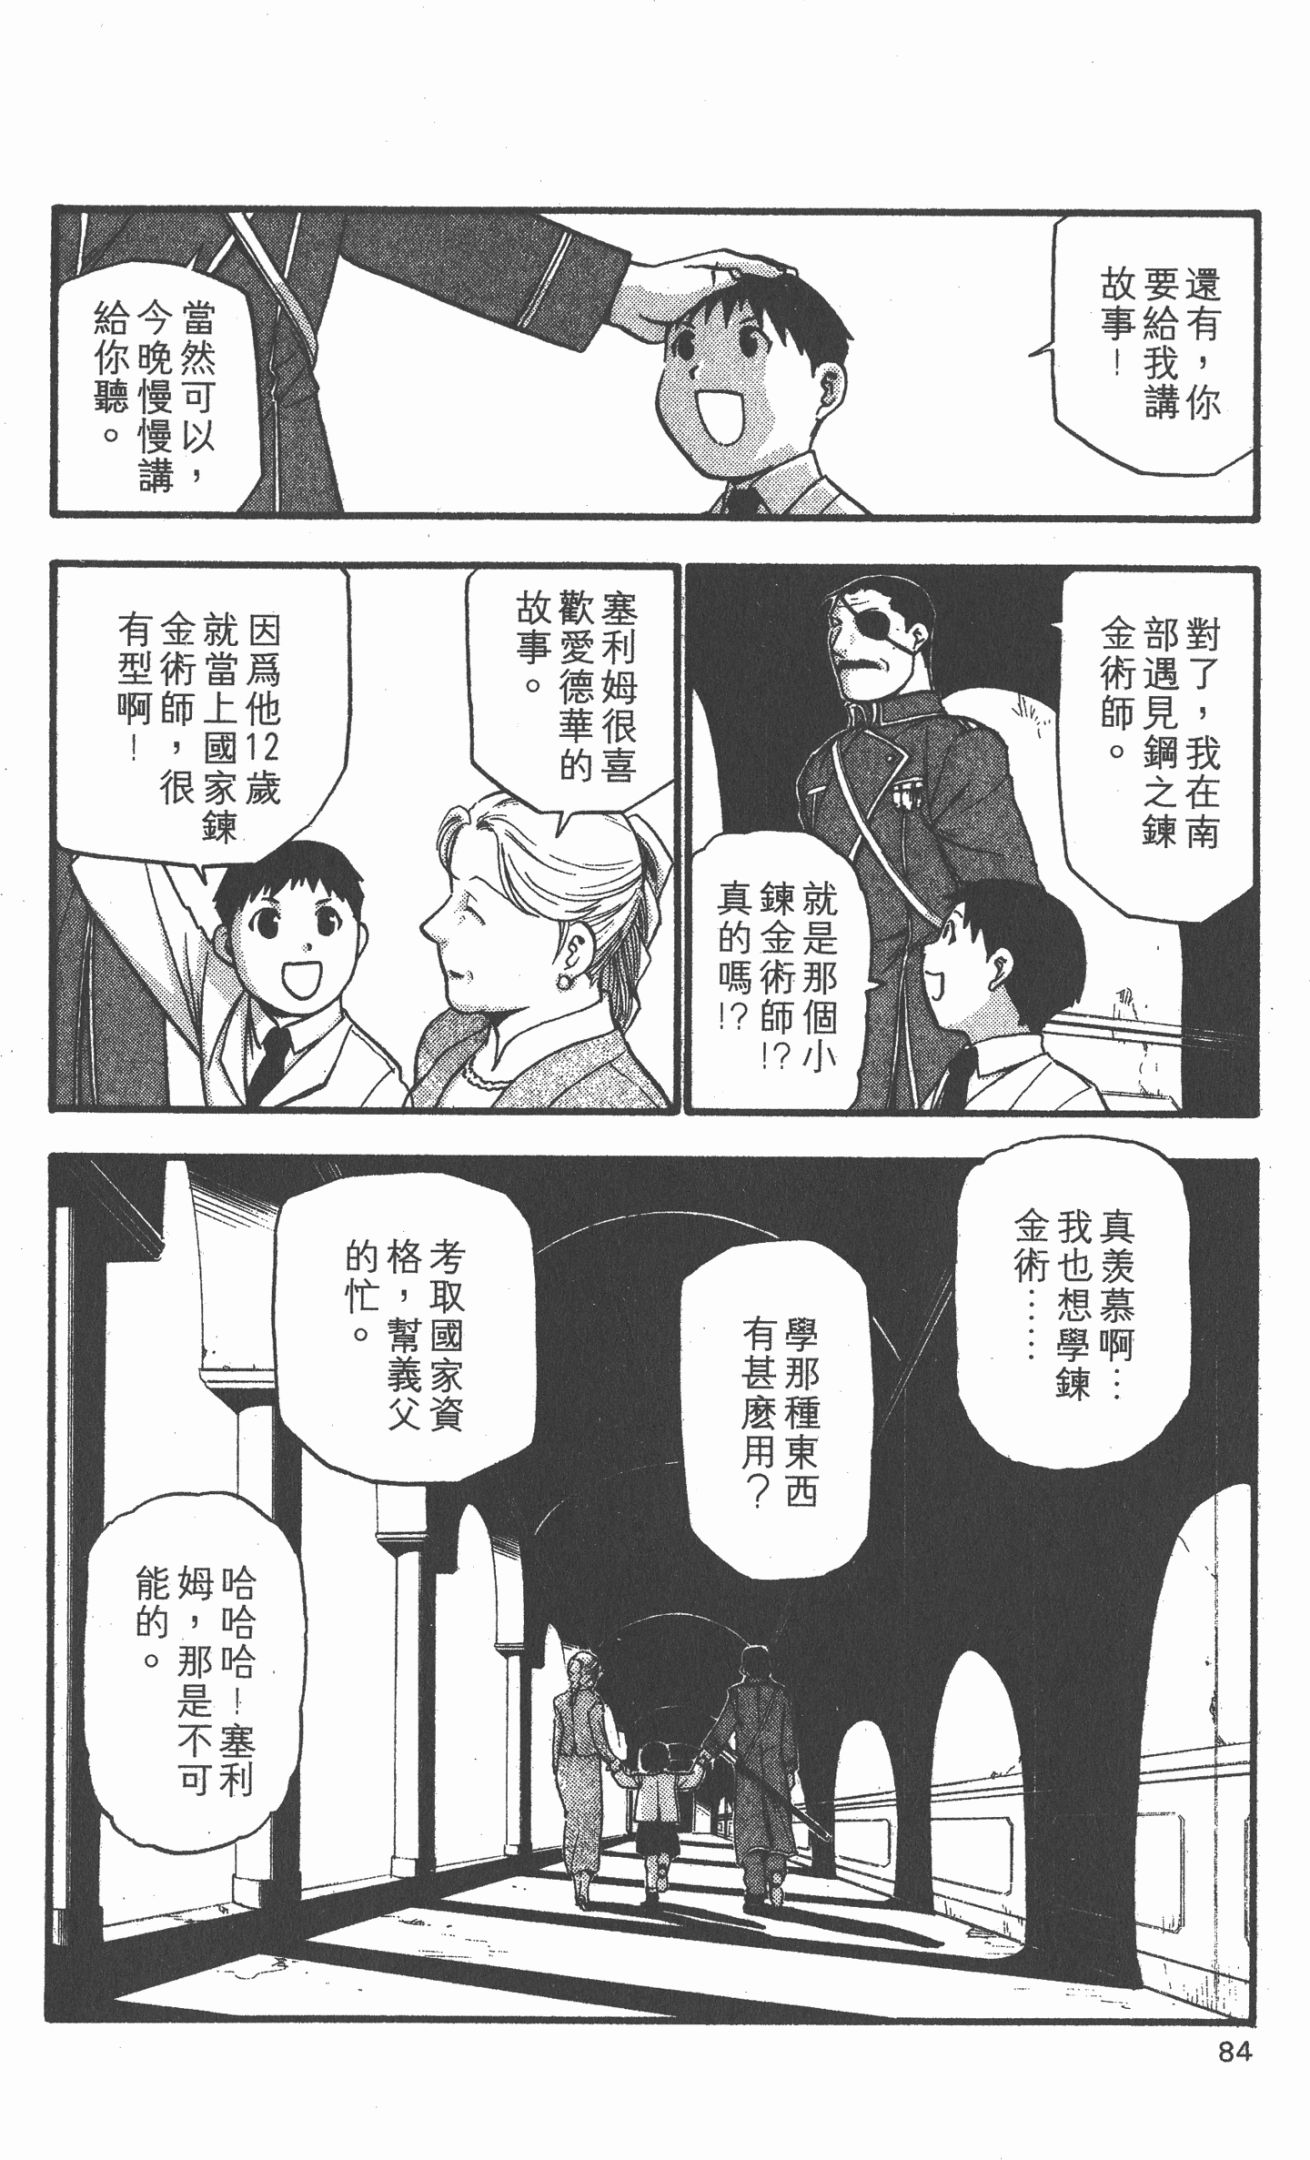 還有，你
要給我講
故事！
當然可以，
今晚慢慢講
給你聽。
對了，我在南
部遇見鋼之鍊
金術師。
就是那個小
鍊金術師！？
真的嗎！？
塞利姆很喜
歡愛德華的
故事。
因爲他12歲
就當上國家鍊
金術師，很
有型啊！
真羨慕啊…
我也想學鍊
金術……
學那種東西
有甚麼用？
考取國家資
格，幫義父
的忙。
哈哈哈！塞利
姆，那是不可
能的。
84